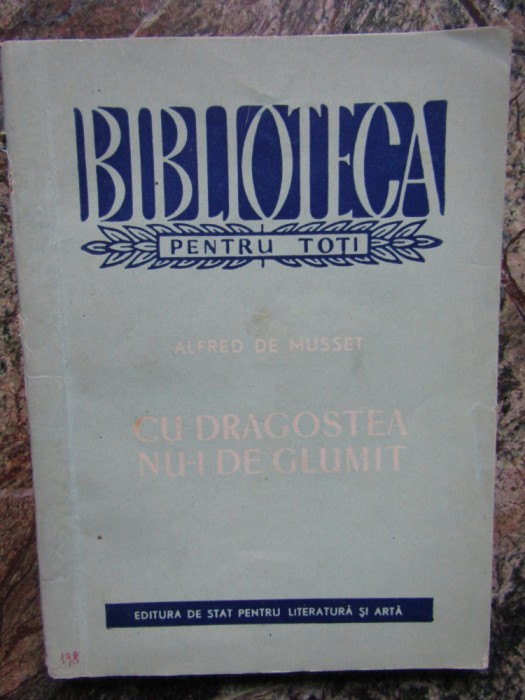 BIBLIOTECA
PENTRU TOȚI
ALFRED DE MUSSET
CU DRAGOSTEA
NU-I DE GLUMIT
EDITURA DE STAT PENTRU LITERATURĂ ȘI ARTĂ
198